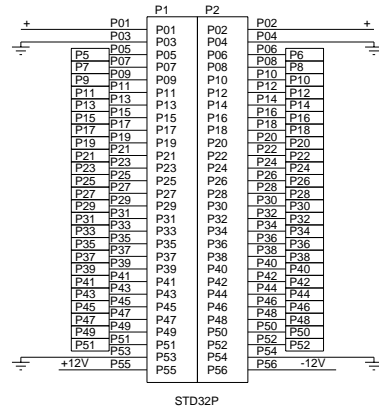 P1 P2
+ P01 P01 P02 P02 +
P03 P03 P04 P04
P5 P05 P05 P06 P06 P6
P7 P07 P07 P08 P08 P8
P9 P09 P09 P10 P10 P10
P11 P11 P11 P12 P12 P12
P13 P13 P13 P14 P14 P14
P15 P15 P15 P16 P16 P16
P17 P17 P17 P18 P18 P18
P19 P19 P19 P20 P20 P20
P21 P21 P21 P22 P22 P22
P23 P23 P23 P24 P24 P24
P25 P25 P25 P26 P26 P26
P27 P27 P27 P28 P28 P28
P29 P29 P29 P30 P30 P30
P31 P31 P31 P32 P32 P32
P33 P33 P33 P34 P34 P34
P35 P35 P35 P36 P36 P36
P37 P37 P37 P38 P38 P38
P39 P39 P39 P40 P40 P40
P41 P41 P41 P42 P42 P42
P43 P43 P43 P44 P44 P44
P45 P45 P45 P46 P46 P46
P47 P47 P47 P48 P48 P48
P49 P49 P49 P50 P50 P50
P51 P51 P51 P52 P52 P52
P53 P53 P54 P54
+12V P55 P55 P56 P56 -12V
STD32P